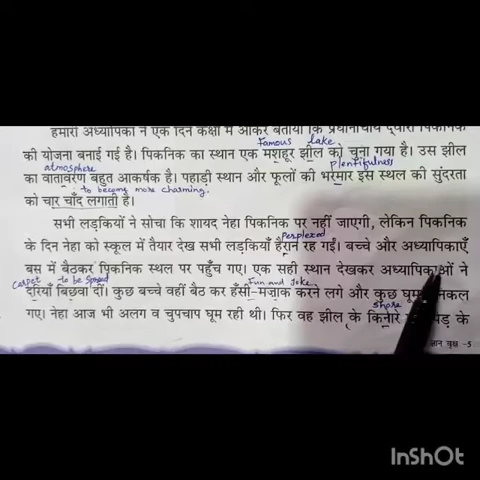 हमारी अध्यापिका ने एक दिन कक्षा में आकर बताया कि प्रधानाचार्य द्वारा पिकनिक
Famous lake
की योजना बनाई गई है। पिकनिक का स्थान एक मशहूर झील को चुना गया है। उस झील
atmosphere plentifulness
का वातावरण बहुत आकर्षक है। पहाड़ी स्थान और फूलों की भरमार इस स्थल की सुंदरता
to become more charming.
को चार चाँद लगाती है।
सभी लड़कियों ने सोचा कि शायद नेहा पिकनिक पर नहीं जाएगी, लेकिन पिकनिक
perplexed
के दिन नेहा को स्कूल में तैयार देख सभी लड़कियाँ हैरान रह गईं। बच्चे और अध्यापिकाएँ
बस में बैठकर पिकनिक स्थल पर पहुँच गए। एक सही स्थान देखकर अध्यापिकाओं ने
Carpet to be spread Fun and joke
दरियाँ बिछवा दीं। कुछ बच्चे वहीं बैठ कर हँसी-मज़ाक करने लगे और कुछ घूमने निकल
shore
गए। नेहा आज भी अलग व चुपचाप घूम रही थी। फिर वह झील के किनारे पेड़ के
ज्ञान वृक्ष -5
InShOt